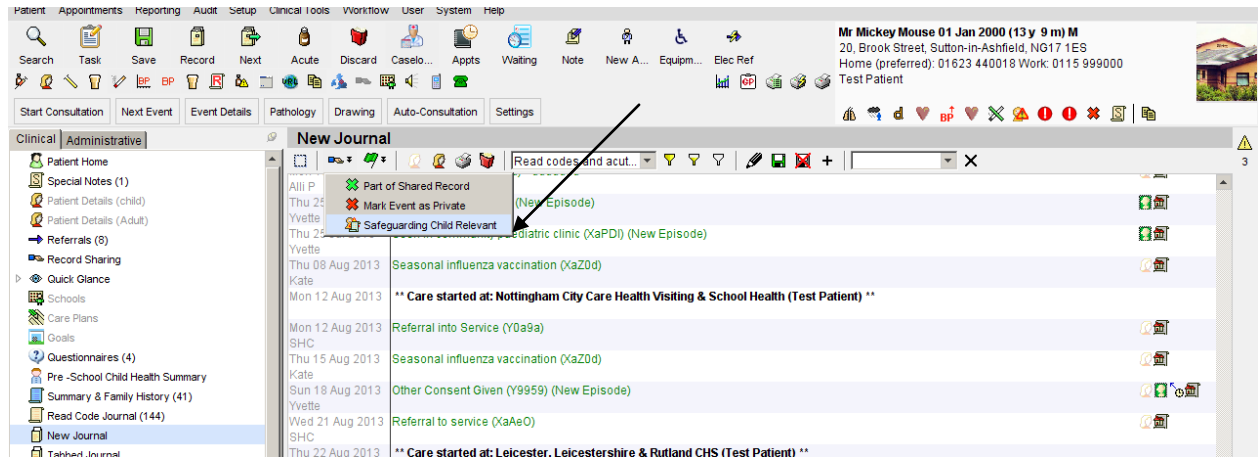 Patient Appointments Reporting Audit Setup Clinical Tools Workflow User System Help
Search Task Save Record Next Acute Discard Caselo... Appts Waiting Note New A... Equipm... Elec Ref
Mr Mickey Mouse 01 Jan 2000 (13 y 9 m) M
20, Brook Street, Sutton-in-Ashfield, NG17 1ES
Home (preferred): 01623 440018 Work: 0115 999000
Test Patient
BP BP R GP
Start Consultation Next Event Event Details Pathology Drawing Auto-Consultation Settings
d BP
Clinical Administrative
New Journal
3
Read codes and acut...
Patient Home
Special Notes (1)
Patient Details (child)
Patient Details (Adult)
Referrals (8)
Record Sharing
Quick Glance
Schools
Care Plans
Goals
Questionnaires (4)
Pre -School Child Health Summary
Summary & Family History (41)
Read Code Journal (144)
New Journal
Tabbed Journal
Part of Shared Record
Mark Event as Private
Safeguarding Child Relevant
Alli P
Thu 25 (New Episode)
Yvette
Thu 25 paediatric clinic (XaPDI) (New Episode)
Yvette
Thu 08 Aug 2013 Seasonal influenza vaccination (XaZ0d)
Kate
Mon 12 Aug 2013 ** Care started at: Nottingham City Care Health Visiting & School Health (Test Patient) **
Mon 12 Aug 2013 Referral into Service (Y0a9a)
SHC
Thu 15 Aug 2013 Seasonal influenza vaccination (XaZ0d)
Kate
Sun 18 Aug 2013 Other Consent Given (Y9959) (New Episode)
Yvette
Wed 21 Aug 2013 Referral to service (XaAeO)
SHC
Thu 22 Aug 2013 ** Care started at: Leicester, Leicestershire & Rutland CHS (Test Patient) **